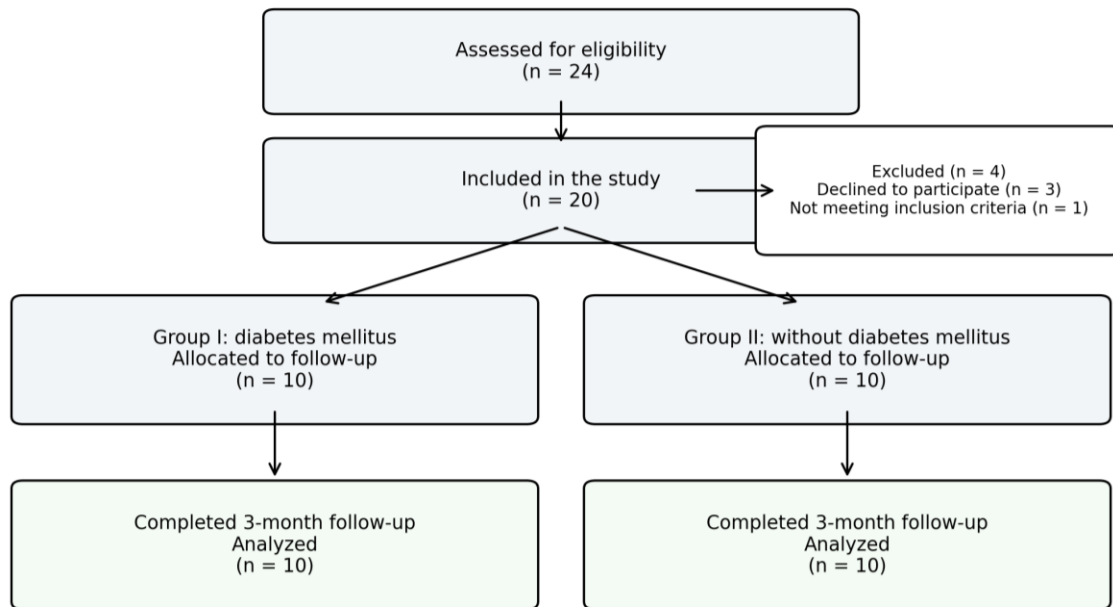 Assessed for eligibility
(n = 24)
Included in the study
(n = 20)
Excluded (n = 4)
Declined to participate (n = 3)
Not meeting inclusion criteria (n = 1)
Group I: diabetes mellitus
Allocated to follow-up
(n = 10)
Group II: without diabetes mellitus
Allocated to follow-up
(n = 10)
Completed 3-month follow-up
Analyzed
(n = 10)
Completed 3-month follow-up
Analyzed
(n = 10)